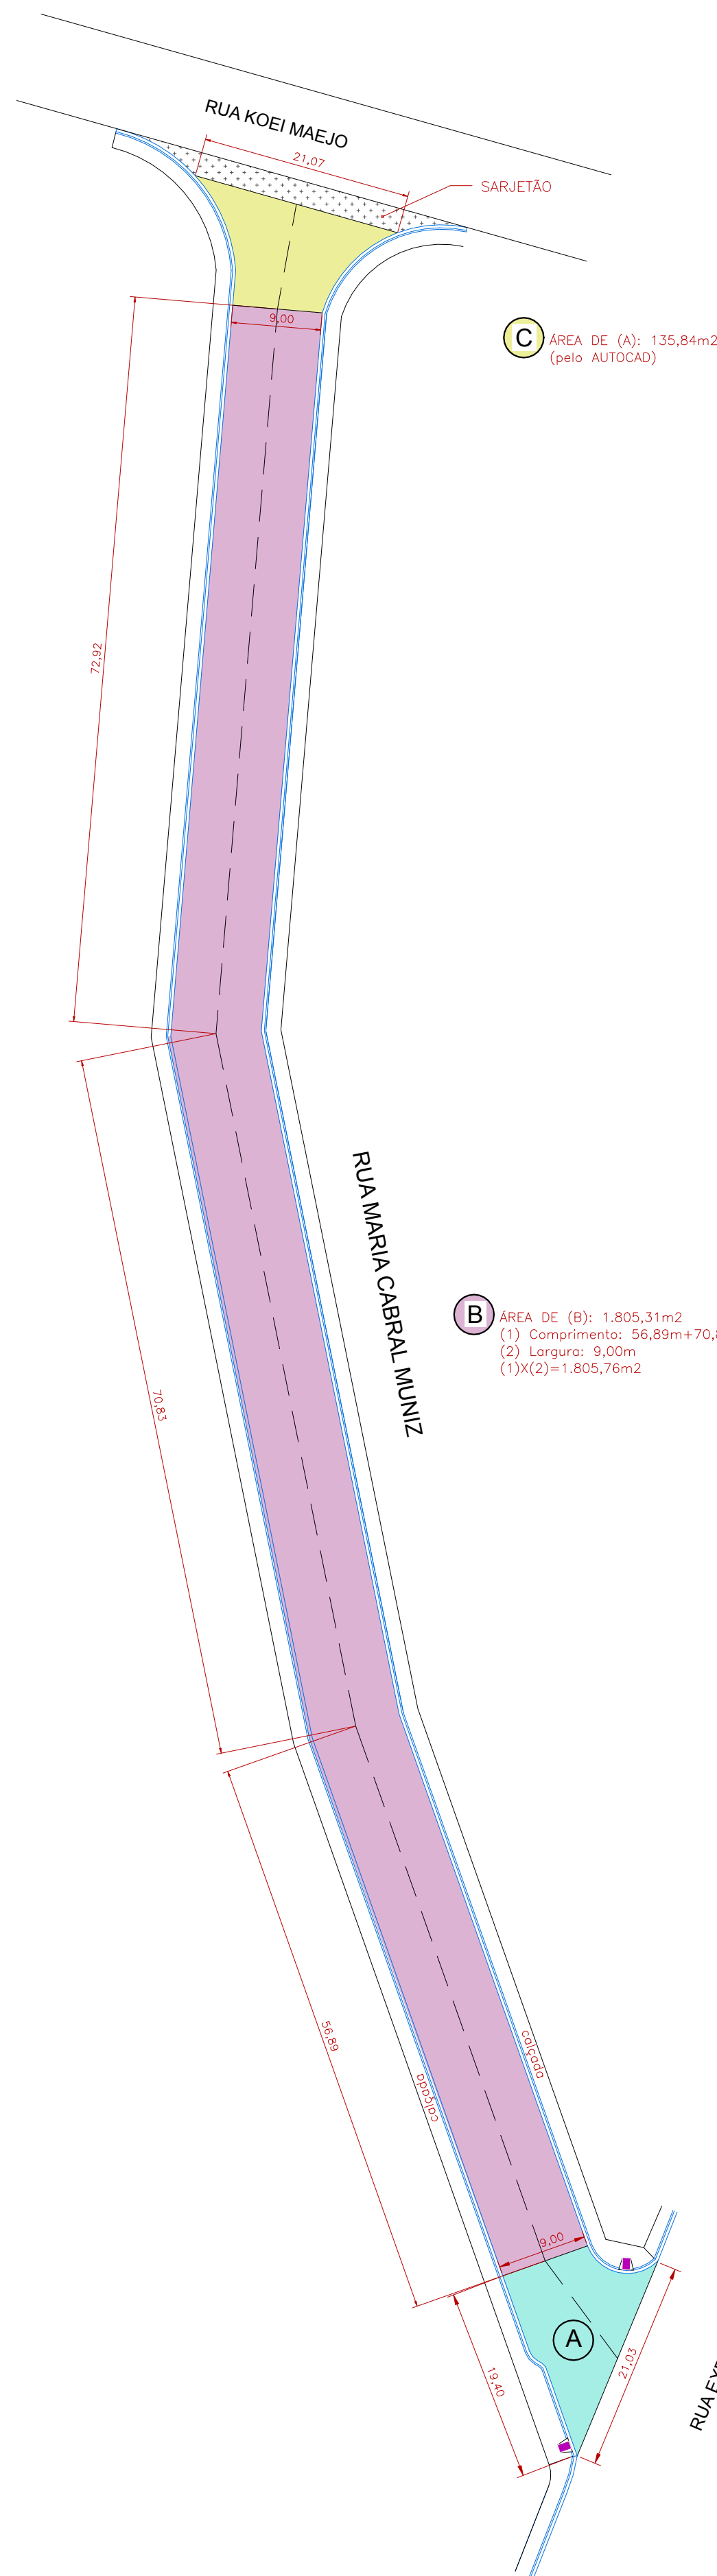 RUA KOEI MAEJO
21,07
SARJETÃO
9,00
C
ÁREA DE (A): 135,84m2
(pelo AUTOCAD)
72,92
RUA MARIA CABRAL MUNIZ
B
ÁREA DE (B): 1.805,31m2
(1) Comprimento: 56,89m+70,8
(2) Largura: 9,00m
(1)X(2)=1.805,76m2
70,83
56,89
calçada
calçada
9,00
A
21,03
19,40
RUA